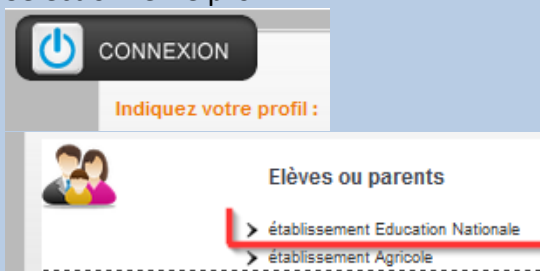 CONNEXION
Indiquez votre profil :
Elèves ou parents
établissement Education Nationale
établissement Agricole